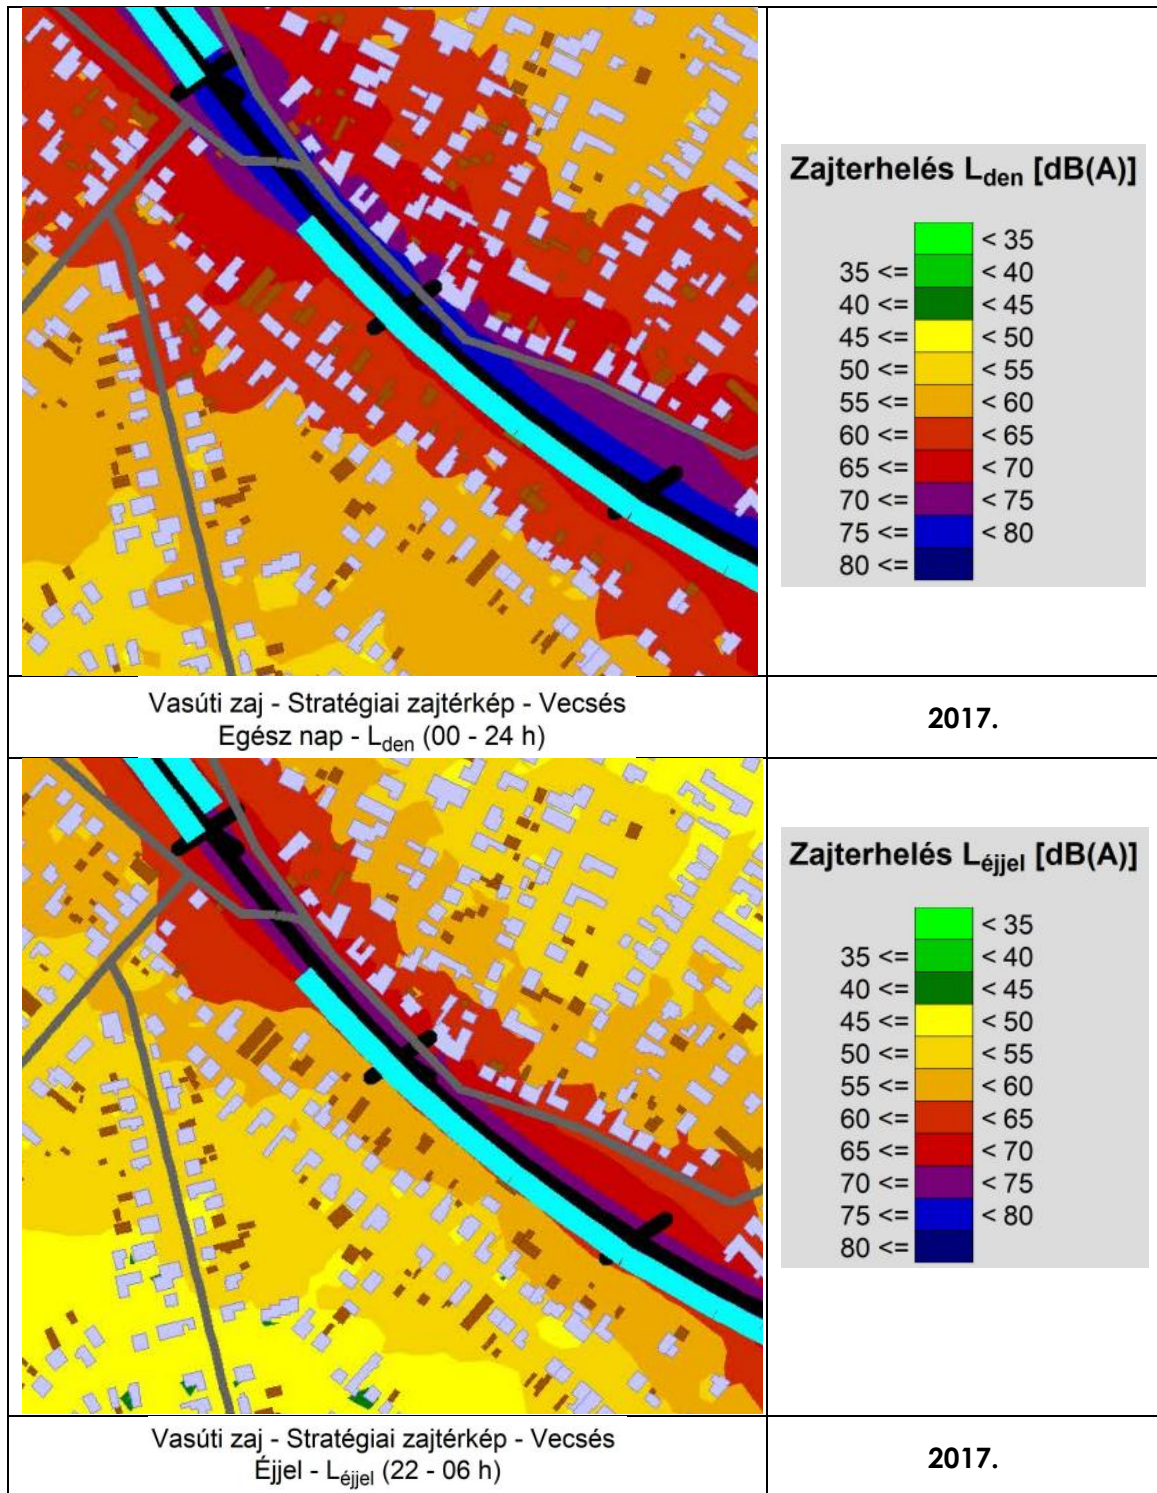 Zajterhelés Lden [dB(A)]
< 35
35 <= < 40
40 <= < 45
45 <= < 50
50 <= < 55
55 <= < 60
60 <= < 65
65 <= < 70
70 <= < 75
75 <= < 80
80 <=
Vasúti zaj - Stratégiai zajtérkép - Vecsés
Egész nap - Lden (00 - 24 h)
2017.
Zajterhelés Léjjel [dB(A)]
< 35
35 <= < 40
40 <= < 45
45 <= < 50
50 <= < 55
55 <= < 60
60 <= < 65
65 <= < 70
70 <= < 75
75 <= < 80
80 <=
Vasúti zaj - Stratégiai zajtérkép - Vecsés
Éjjel - Léjjel (22 - 06 h)
2017.